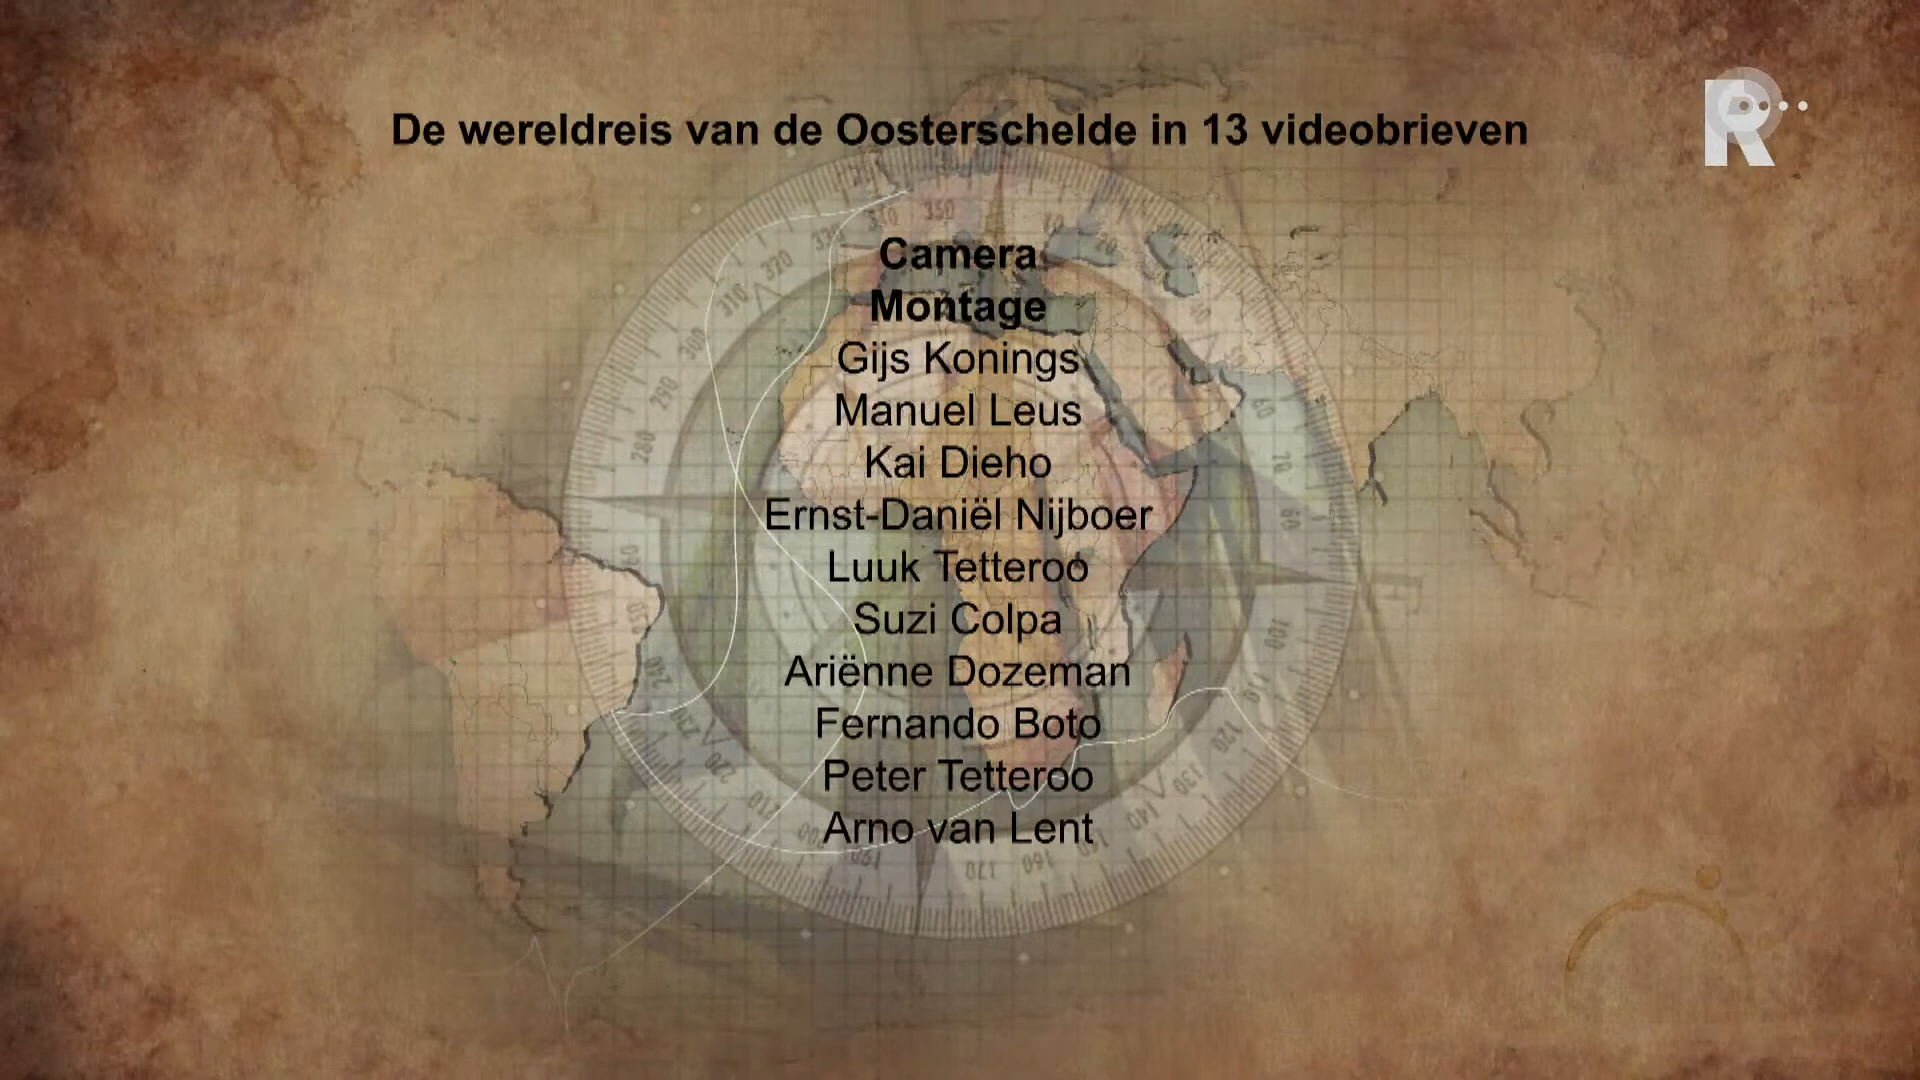 De wereldreis van de Oosterschelde in 13 videobrieven
R
Camera
Montage
Gijs Konings
Manuel Leus
Kai Dieho
Ernst-Daniël Nijboer
Luuk Tetteroo
Suzi Colpa
Ariënne Dozeman
Fernando Boto
Peter Tetteroo
Arno van Lent